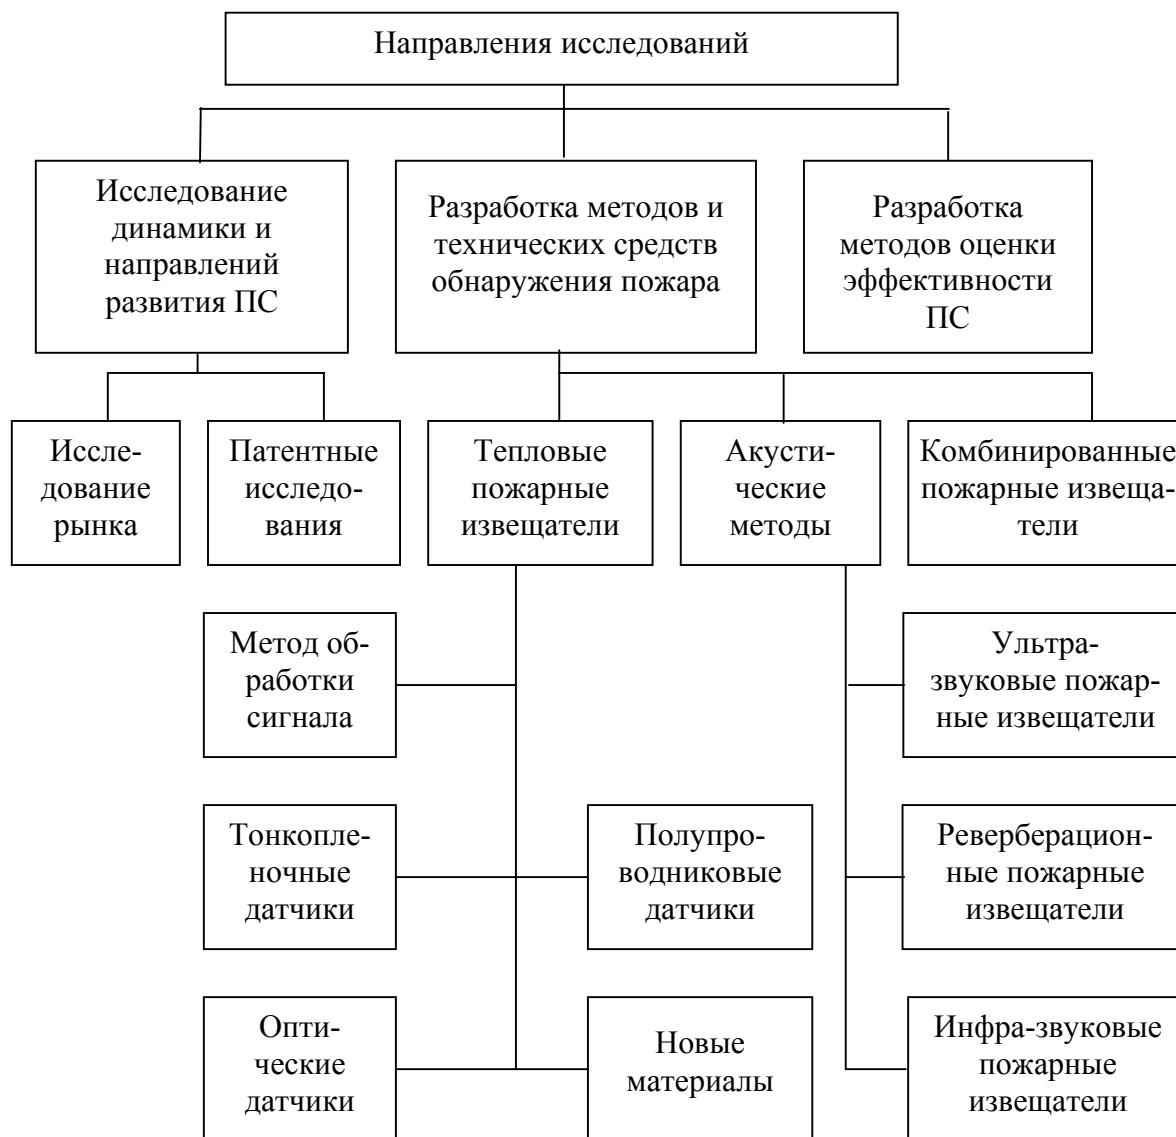 Направления исследований
Исследование
динамики и
направлений
развития ПС
Разработка методов и
технических средств
обнаружения пожара
Разработка
методов оценки
эффективности
ПС
Иссле-
дование
рынка
Патентные
исследо-
вания
Тепловые
пожарные
извещатели
Акусти-
ческие
методы
Комбинированные
пожарные извеща-
тели
Метод об-
работки
сигнала
Ультра-
звуковые пожар-
ные извещатели
Тонкопле-
ночные
датчики
Полупро-
водниковые
датчики
Реверберацион-
ные пожарные
извещатели
Опти-
ческие
датчики
Новые
материалы
Инфра-звуковые
пожарные
извещатели